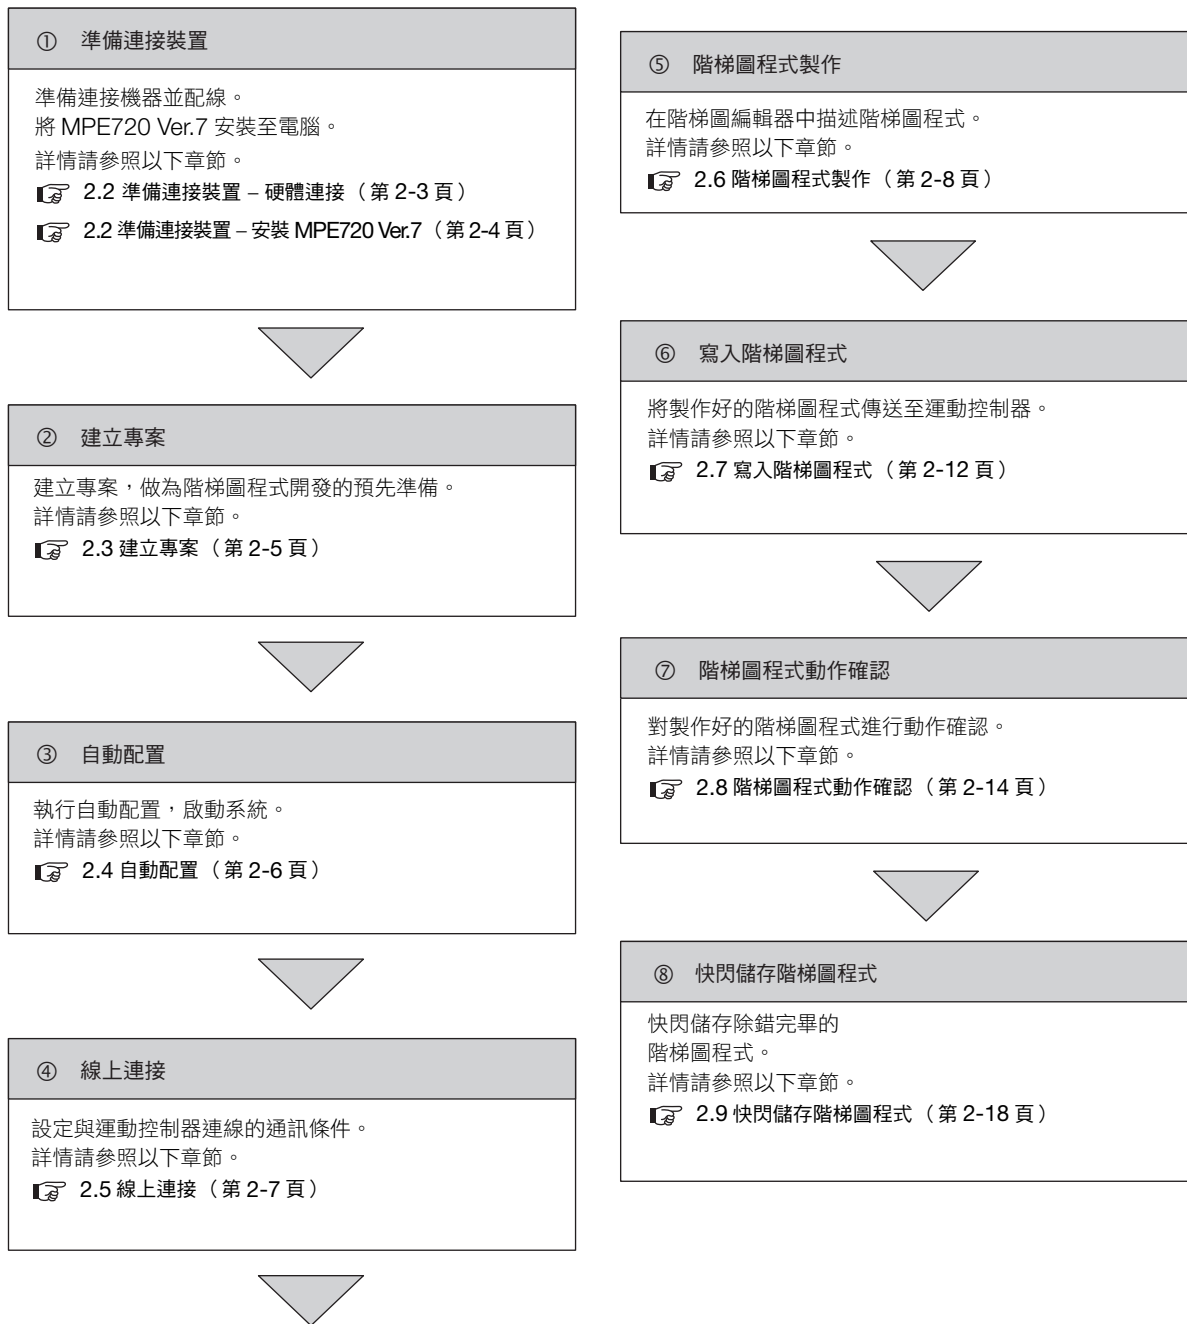 ① 準備連接裝置
準備連接機器並配線。
將 MPE720 Ver.7 安裝至電腦。
詳情請參照以下章節。
2.2 準備連接裝置 – 硬體連接（第 2-3 頁）
2.2 準備連接裝置 – 安裝 MPE720 Ver.7（第 2-4 頁）
② 建立專案
建立專案，做為階梯圖程式開發的預先準備。
詳情請參照以下章節。
2.3 建立專案（第 2-5 頁）
③ 自動配置
執行自動配置，啟動系統。
詳情請參照以下章節。
2.4 自動配置（第 2-6 頁）
④ 線上連接
設定與運動控制器連線的通訊條件。
詳情請參照以下章節。
2.5 線上連接（第 2-7 頁）
⑤ 階梯圖程式製作
在階梯圖編輯器中描述階梯圖程式。
詳情請參照以下章節。
2.6 階梯圖程式製作（第 2-8 頁）
⑥ 寫入階梯圖程式
將製作好的階梯圖程式傳送至運動控制器。
詳情請參照以下章節。
2.7 寫入階梯圖程式（第 2-12 頁）
⑦ 階梯圖程式動作確認
對製作好的階梯圖程式進行動作確認。
詳情請參照以下章節。
2.8 階梯圖程式動作確認（第 2-14 頁）
⑧ 快閃儲存階梯圖程式
快閃儲存除錯完畢的
階梯圖程式。
詳情請參照以下章節。
2.9 快閃儲存階梯圖程式（第 2-18 頁）